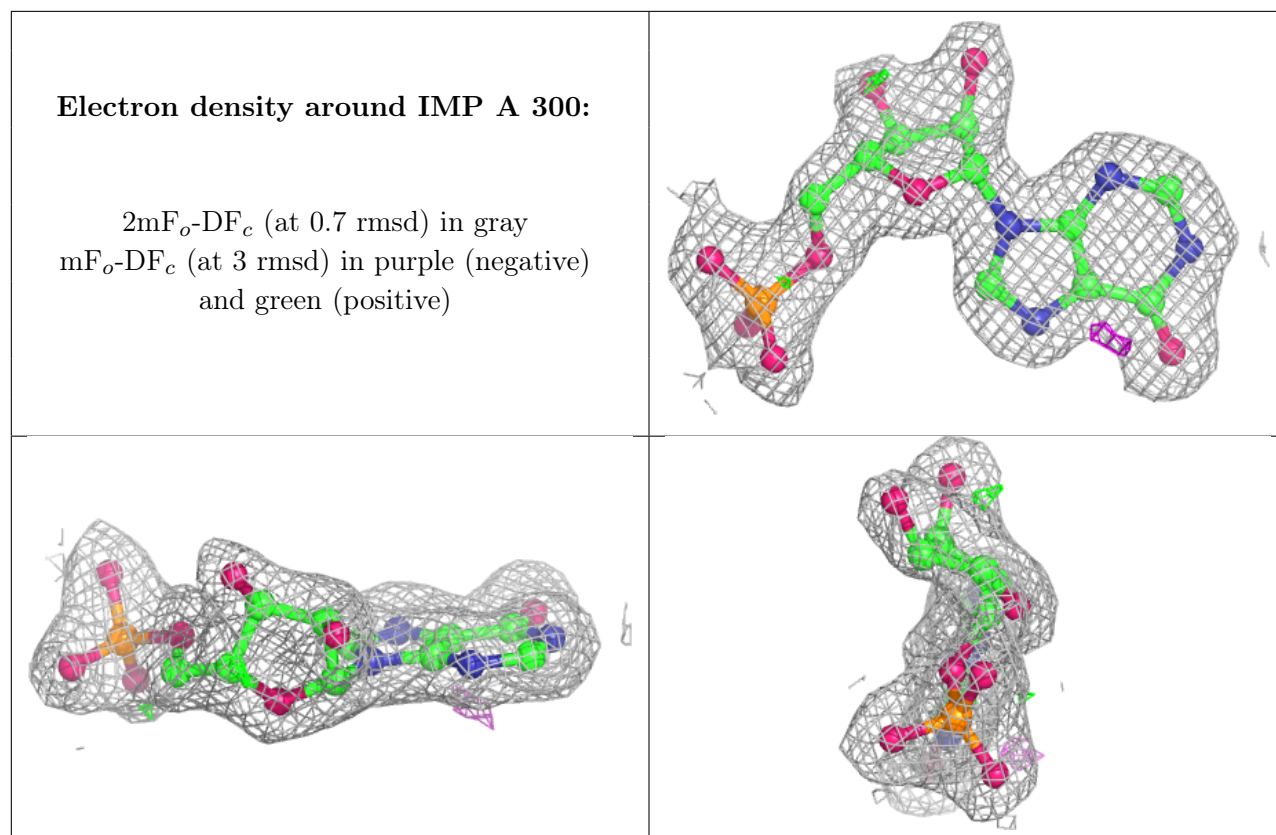 Electron density around IMP A 300:
2mFo-DFc (at 0.7 rmsd) in gray
mFo-DFc (at 3 rmsd) in purple (negative)
and green (positive)